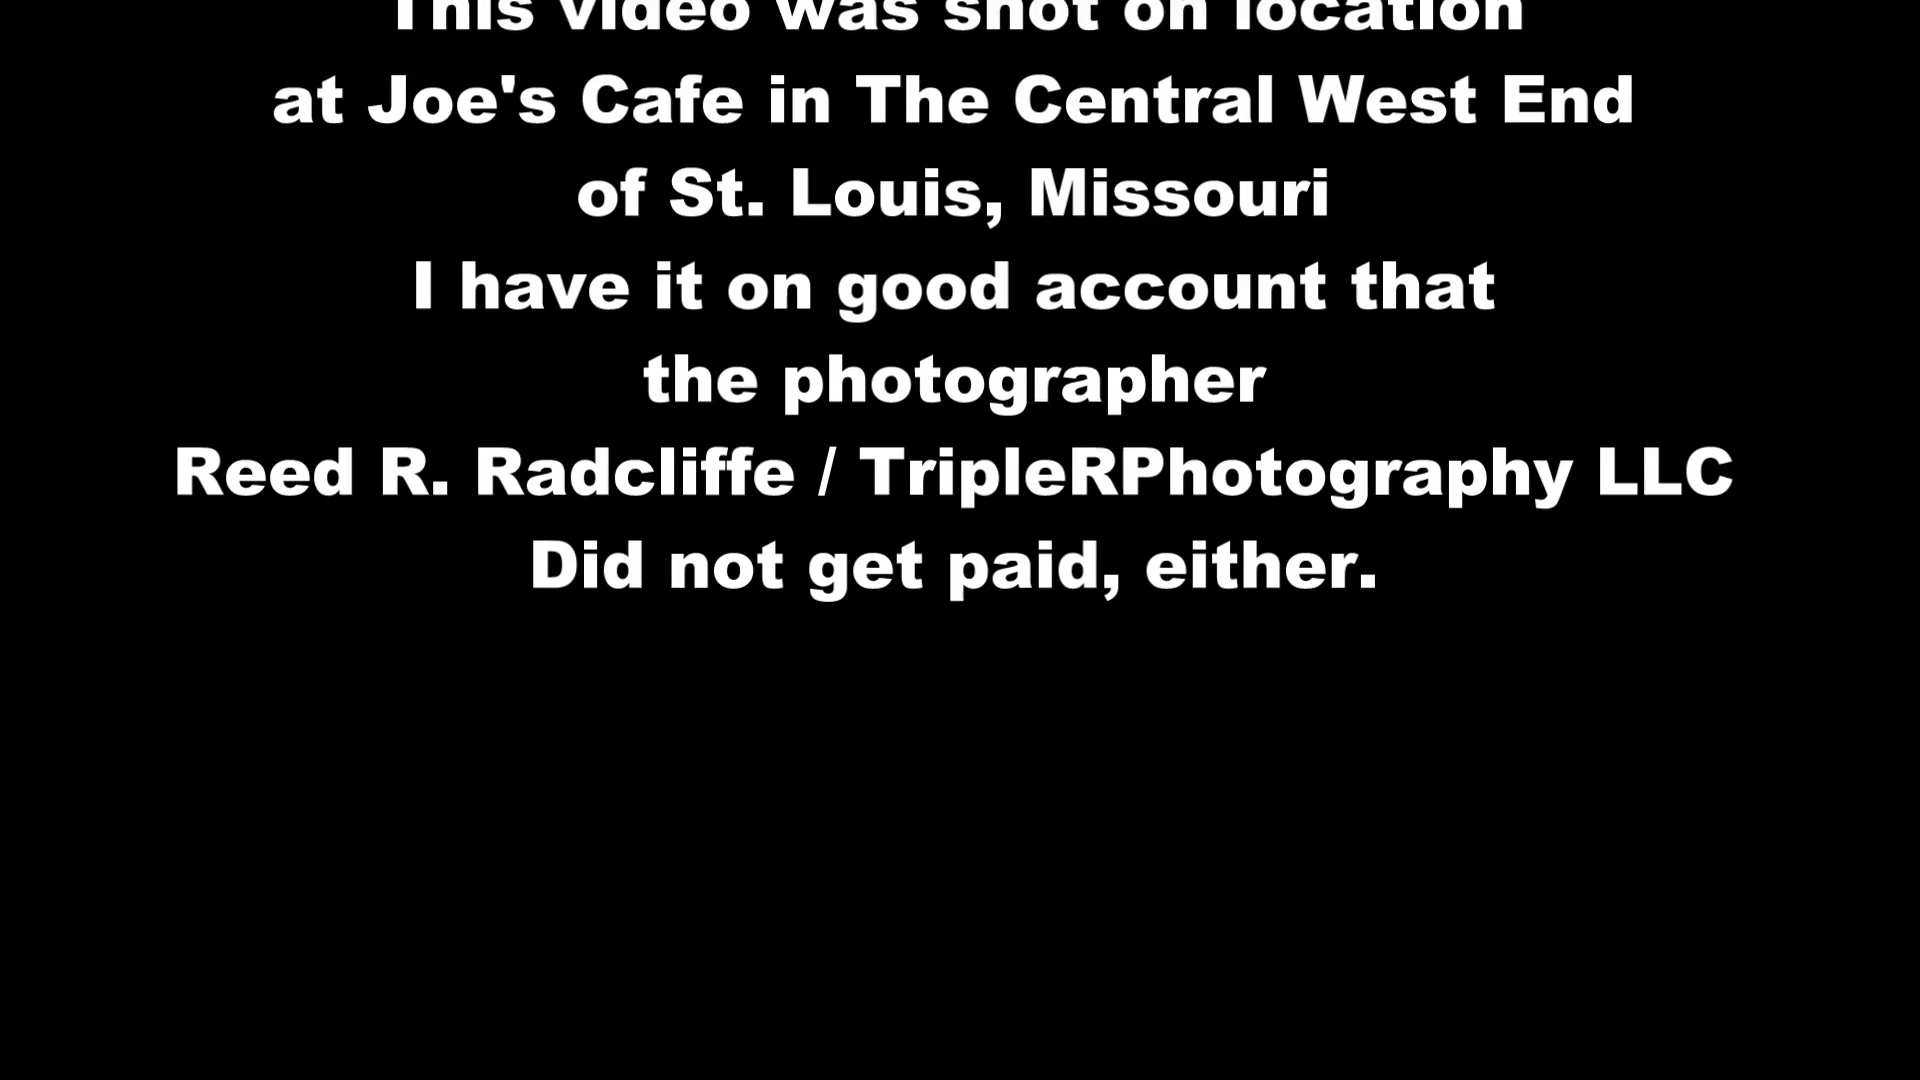 This video was shot on location
at Joe's Cafe in The Central West End
of St. Louis, Missouri
I have it on good account that
the photographer
Reed R. Radcliffe / TripleRPhotography LLC
Did not get paid, either.